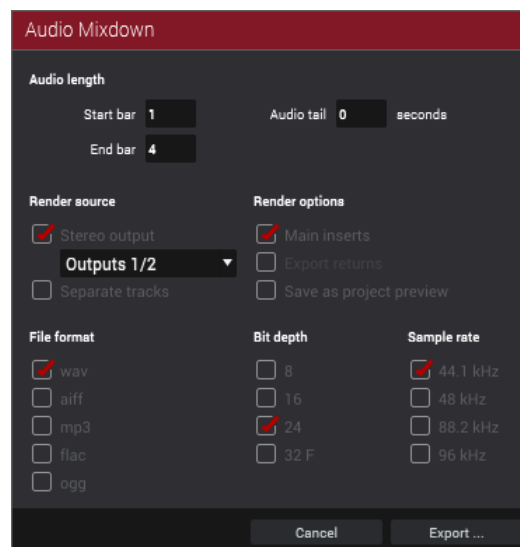 Audio Mixdown
Audio length
Start bar 1 Audio tail 0 seconds
End bar 4
Render source Render options
Stereo output Main inserts
Outputs 1/2 Export returns
Separate tracks Save as project preview
File format Bit depth Sample rate
wav 8 44.1 kHz
aiff 16 48 kHz
mp3 24 88.2 kHz
flac 32 F 96 kHz
ogg
Cancel Export ...